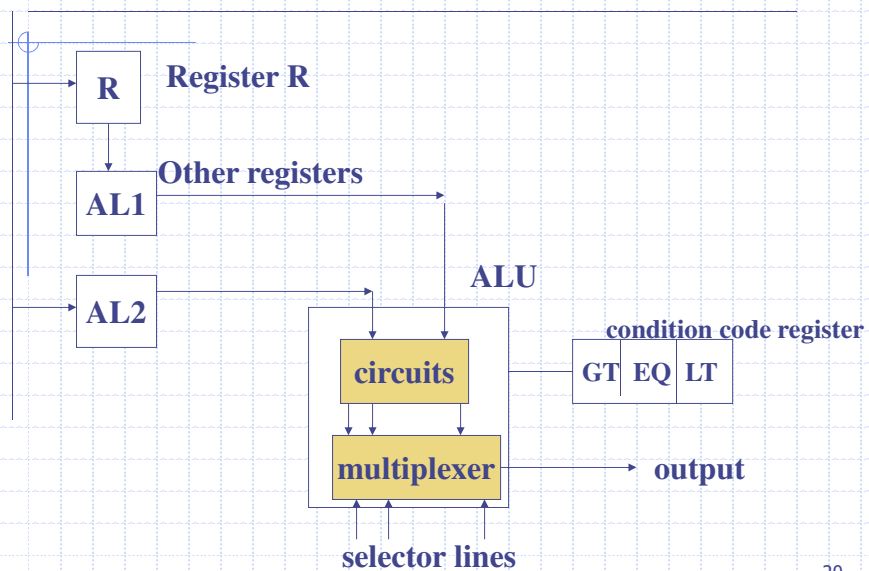 R
Register R
Other registers
AL1
ALU
AL2
condition code register
GT EQ LT
circuits
multiplexer
output
selector lines